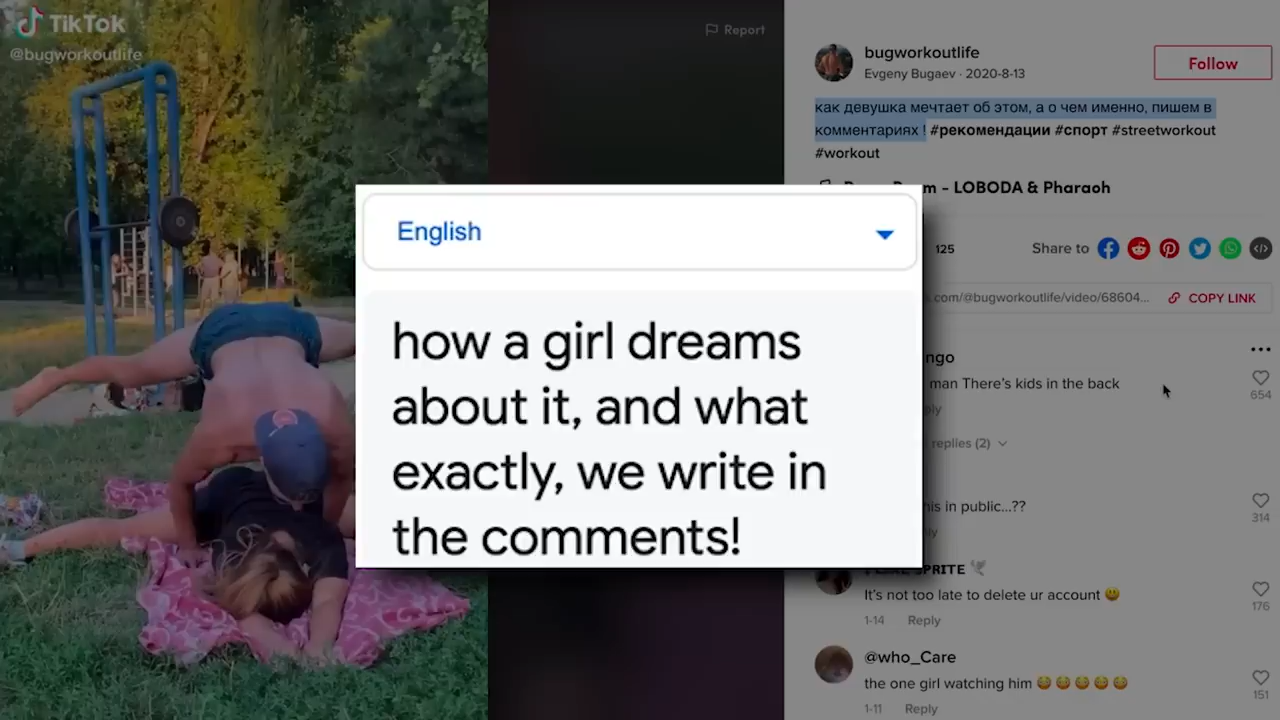 TikTok
@bugworkoutlife
Report
bugworkoutlife
Evgeny Bugaev · 2020-8-13
Follow
как девушка мечтает об этом, а о чем именно, пишем в
комментариях ! #рекомендации #спорт #streetworkout
#workout
- LOBODA & Pharaoh
125
Share to
.com/@bugworkoutlife/video/68604...
COPY LINK
English
how a girl dreams
about it, and what
exactly, we write in
the comments!
man There's kids in the back
654
replies (2)
in public...??
314
It's not too late to delete ur account 😃
176
1-14 Reply
@who_Care
the one girl watching him 😳😳😳😳😳
151
1-11 Reply